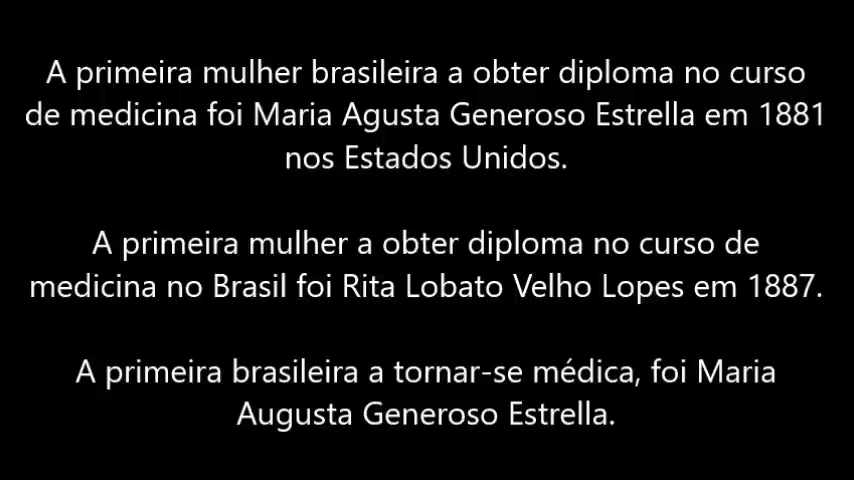 A primeira mulher brasileira a obter diploma no curso
de medicina foi Maria Agusta Generoso Estrella em 1881
nos Estados Unidos.
A primeira mulher a obter diploma no curso de
medicina no Brasil foi Rita Lobato Velho Lopes em 1887.
A primeira brasileira a tornar-se médica, foi Maria
Augusta Generoso Estrella.